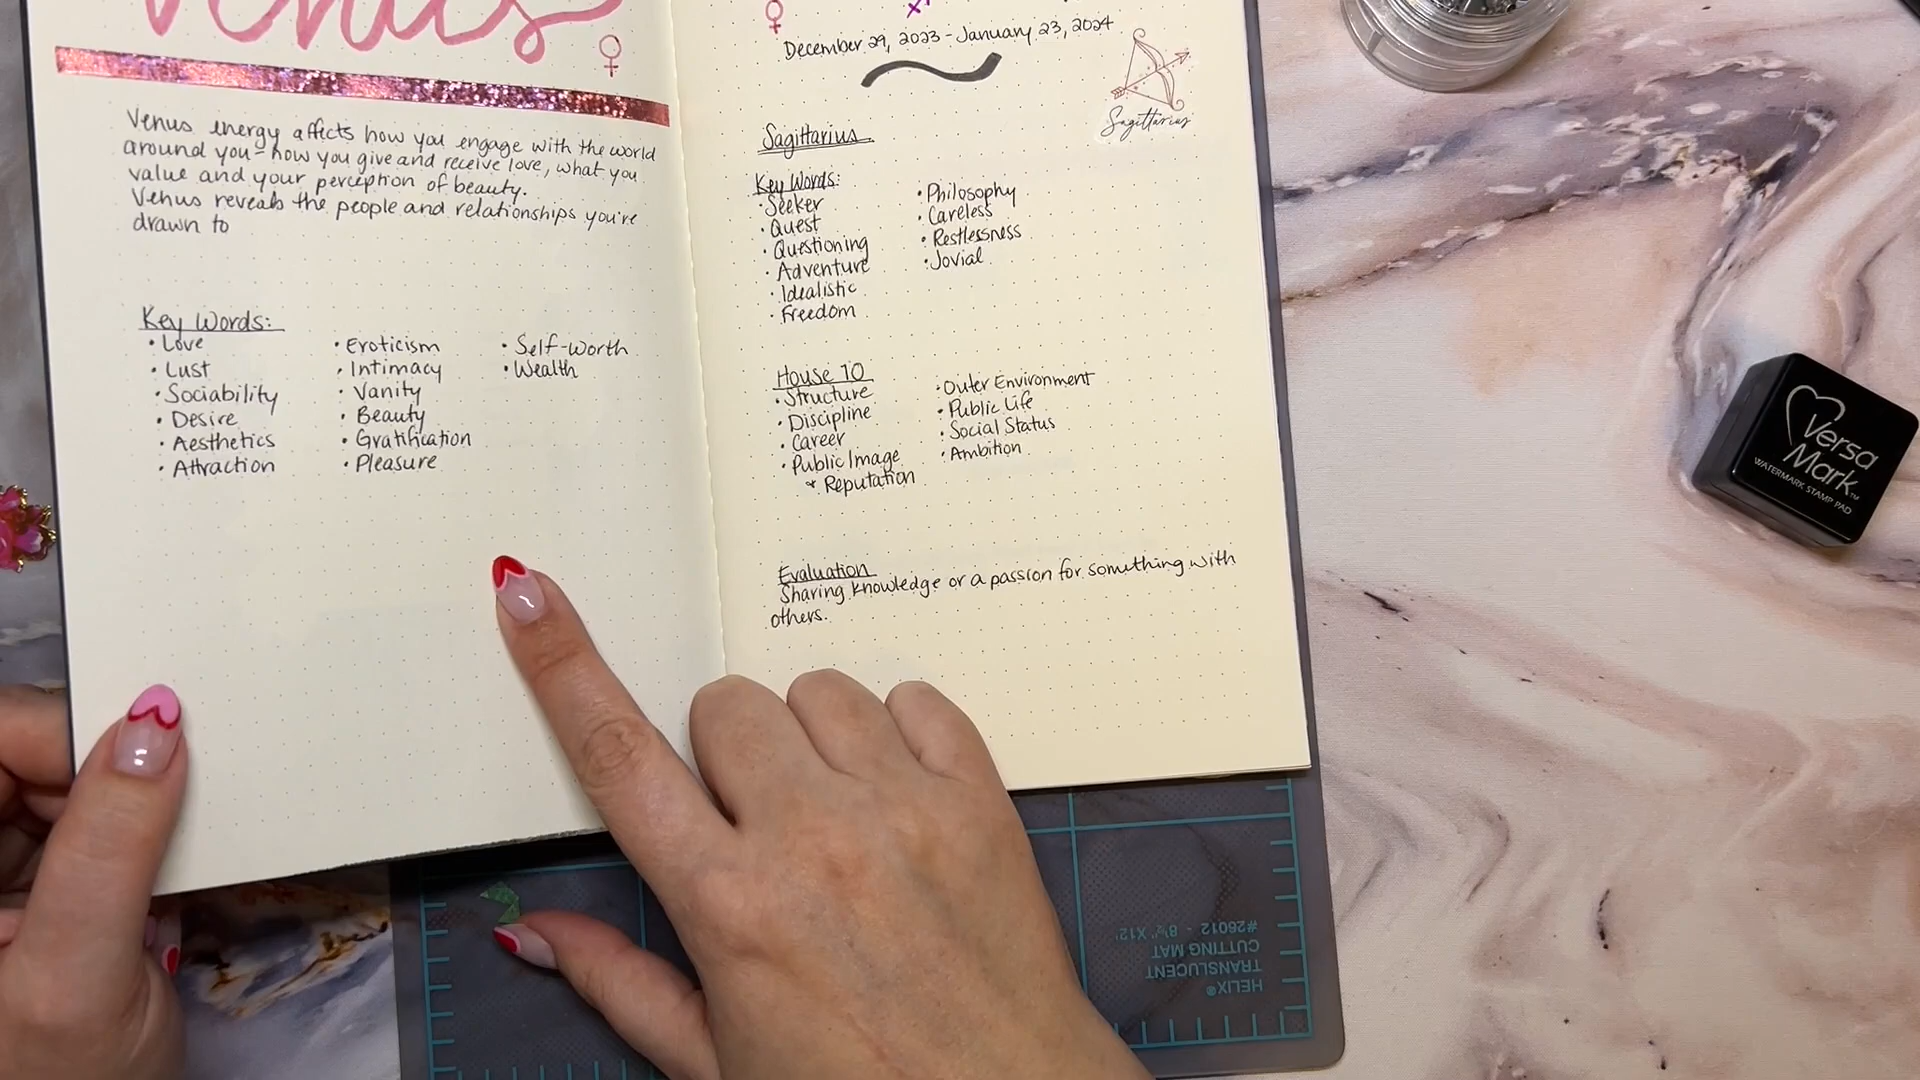 Venus
Venus energy affects how you engage with the world
around you - how you give and receive love, what you
value and your perception of beauty.
Venus reveals the people and relationships you're
drawn to
Key Words:
• Love
• Lust
• Sociability
• Desire
• Aesthetics
• Attraction
• Eroticism
• Intimacy
• Vanity
• Beauty
• Gratification
• Pleasure
• Self-Worth
• Wealth
December 29, 2023 - January 23, 2024
Sagittarius
Sagittarius
Key Words:
• Seeker
• Quest
• Questioning
• Adventure
• Idealistic
• Freedom
• Philosophy
• Careless
• Restlessness
• Jovial
House 10
• Structure
• Discipline
• Career
• Public Image
+ Reputation
• Outer Environment
• Public Life
• Social Status
• Ambition
Evaluation
Sharing knowledge or a passion for something with
others.
Versa
Mark™
WATERMARK STAMP PAD
HELIX®
TRANSLUCENT
CUTTING MAT
#26012 - 8½" X12"